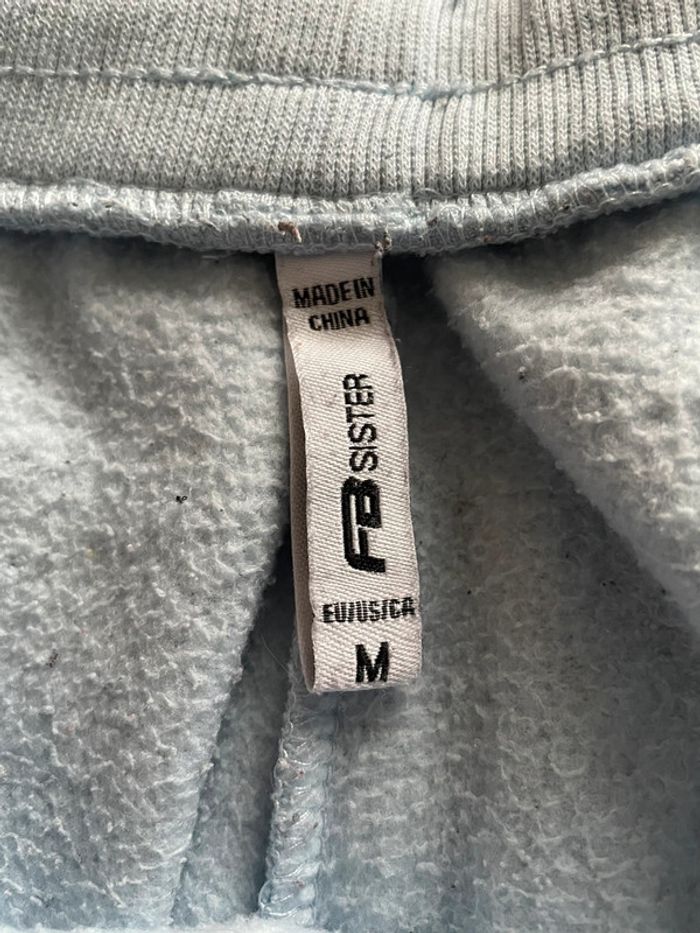 MADE IN
CHINA
FB SISTER
EU/US/CA
M